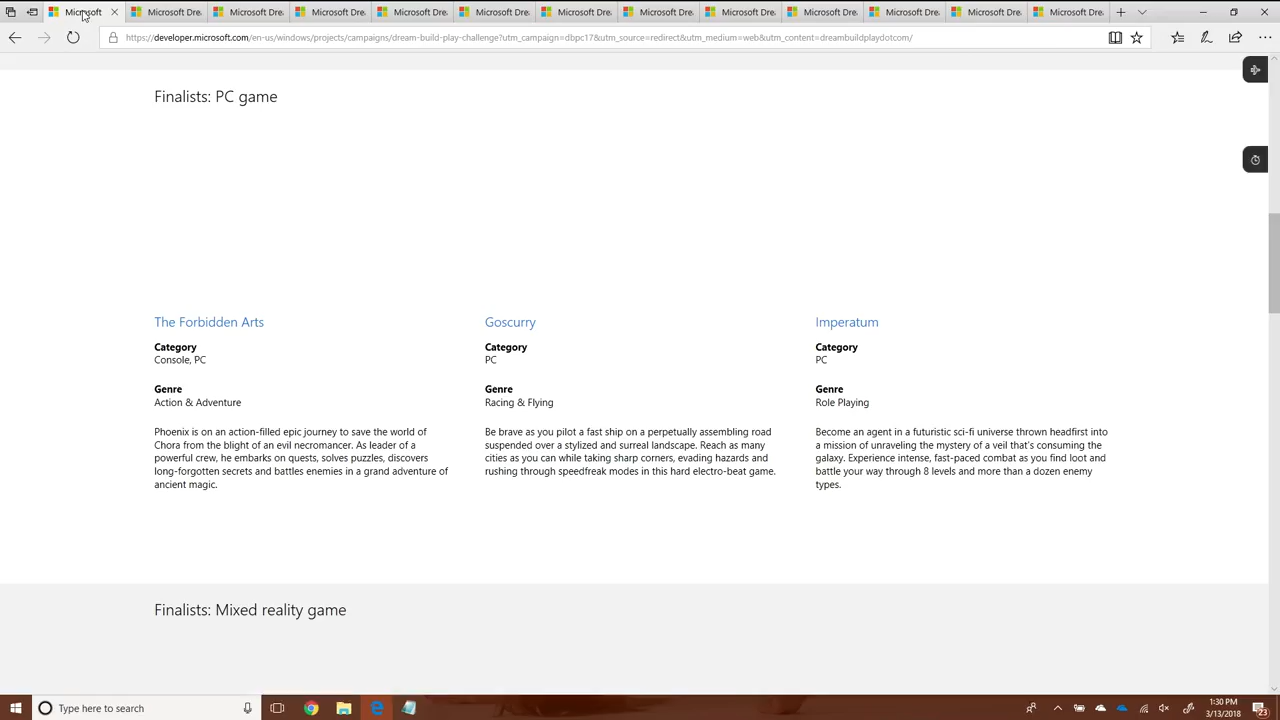 Microsoft
Microsoft Dre
Microsoft Dre
Microsoft Dre
Microsoft Dre
Microsoft Dre
Microsoft Dre
Microsoft Dre
Microsoft Dre
Microsoft Dre
Microsoft Dre
Microsoft Dre
Microsoft Dre
https://developer.microsoft.com/en-us/windows/projects/campaigns/dream-build-play-challenge?utm_campaign=dbpc17&utm_source=redirect&utm_medium=web&utm_content=dreambuildplaydotcom/
Finalists: PC game
The Forbidden Arts
Category
Console, PC
Genre
Action & Adventure
Phoenix is on an action-filled epic journey to save the world of
Chora from the blight of an evil necromancer. As leader of a
powerful crew, he embarks on quests, solves puzzles, discovers
long-forgotten secrets and battles enemies in a grand adventure of
ancient magic.
Goscurry
Category
PC
Genre
Racing & Flying
Be brave as you pilot a fast ship on a perpetually assembling road
suspended over a stylized and surreal landscape. Reach as many
cities as you can while taking sharp corners, evading hazards and
rushing through speedfreak modes in this hard electro-beat game.
Imperatum
Category
PC
Genre
Role Playing
Become an agent in a futuristic sci-fi universe thrown headfirst into
a mission of unraveling the mystery of a veil that's consuming the
galaxy. Experience intense, fast-paced combat as you find loot and
battle your way through 8 levels and more than a dozen enemy
types.
Finalists: Mixed reality game
Type here to search
1:30 PM
3/13/2018
23